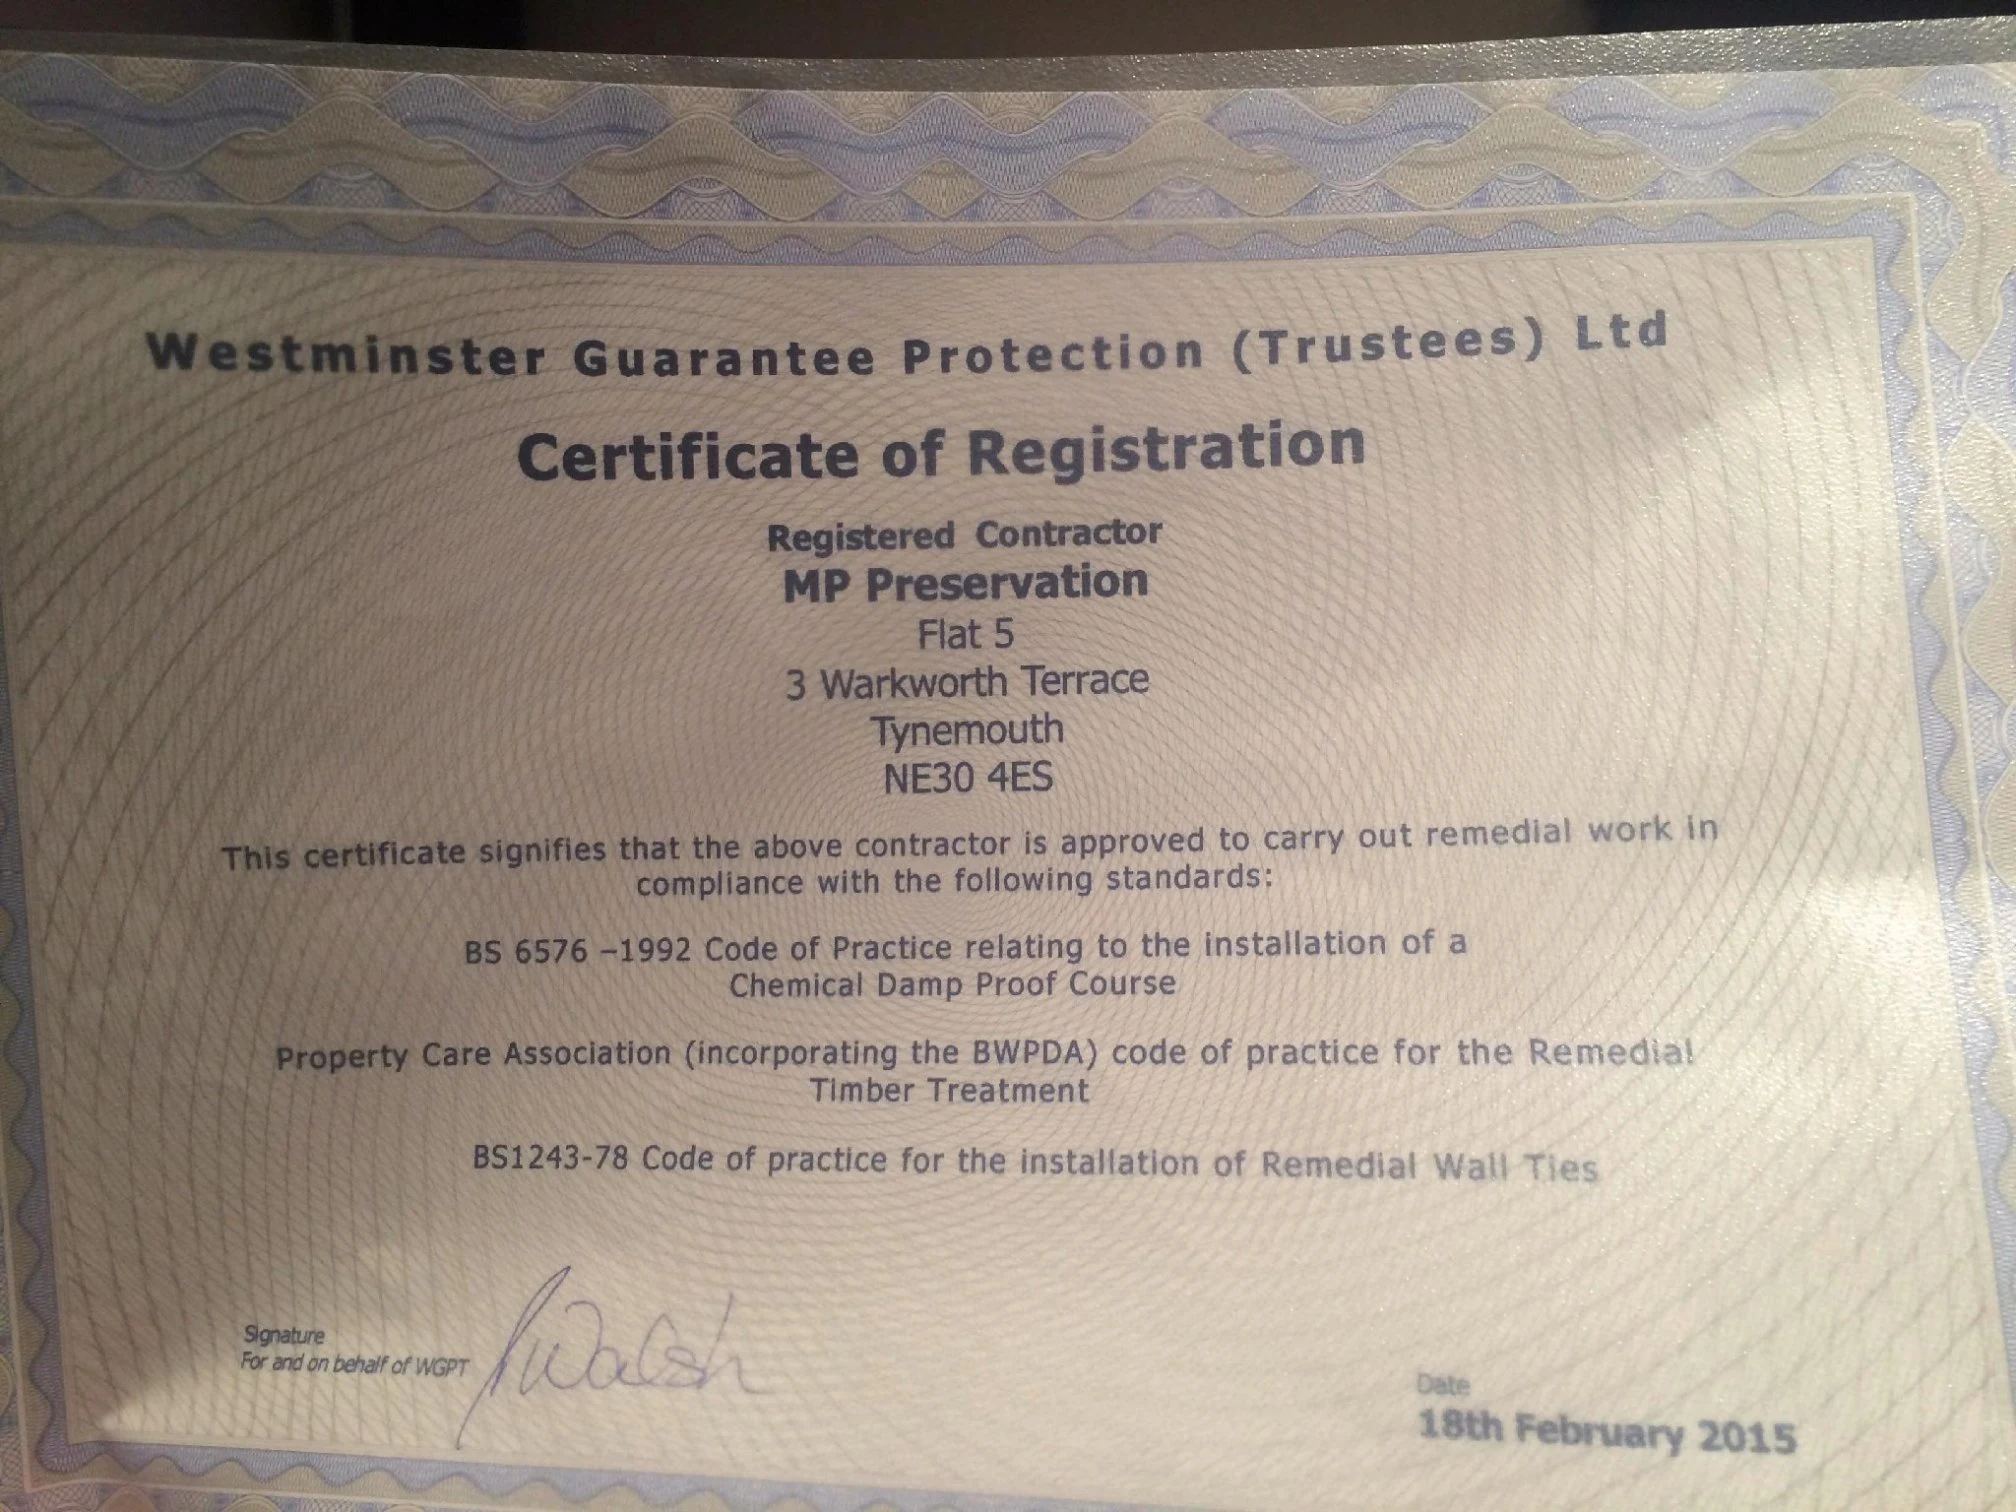 Westminster Guarantee Protection (Trustees) Ltd
Certificate of Registration
Registered Contractor
MP Preservation
Flat 5
3 Warkworth Terrace
Tynemouth
NE30 4ES
This certificate signifies that the above contractor is approved to carry out remedial work in
compliance with the following standards:
BS 6576 –1992 Code of Practice relating to the installation of a
Chemical Damp Proof Course
Property Care Association (incorporating the BWPDA) code of practice for the Remedial
Timber Treatment
BS1243-78 Code of practice for the installation of Remedial Wall Ties
Signature
For and on behalf of WGPT
Walsh
Date
18th February 2015